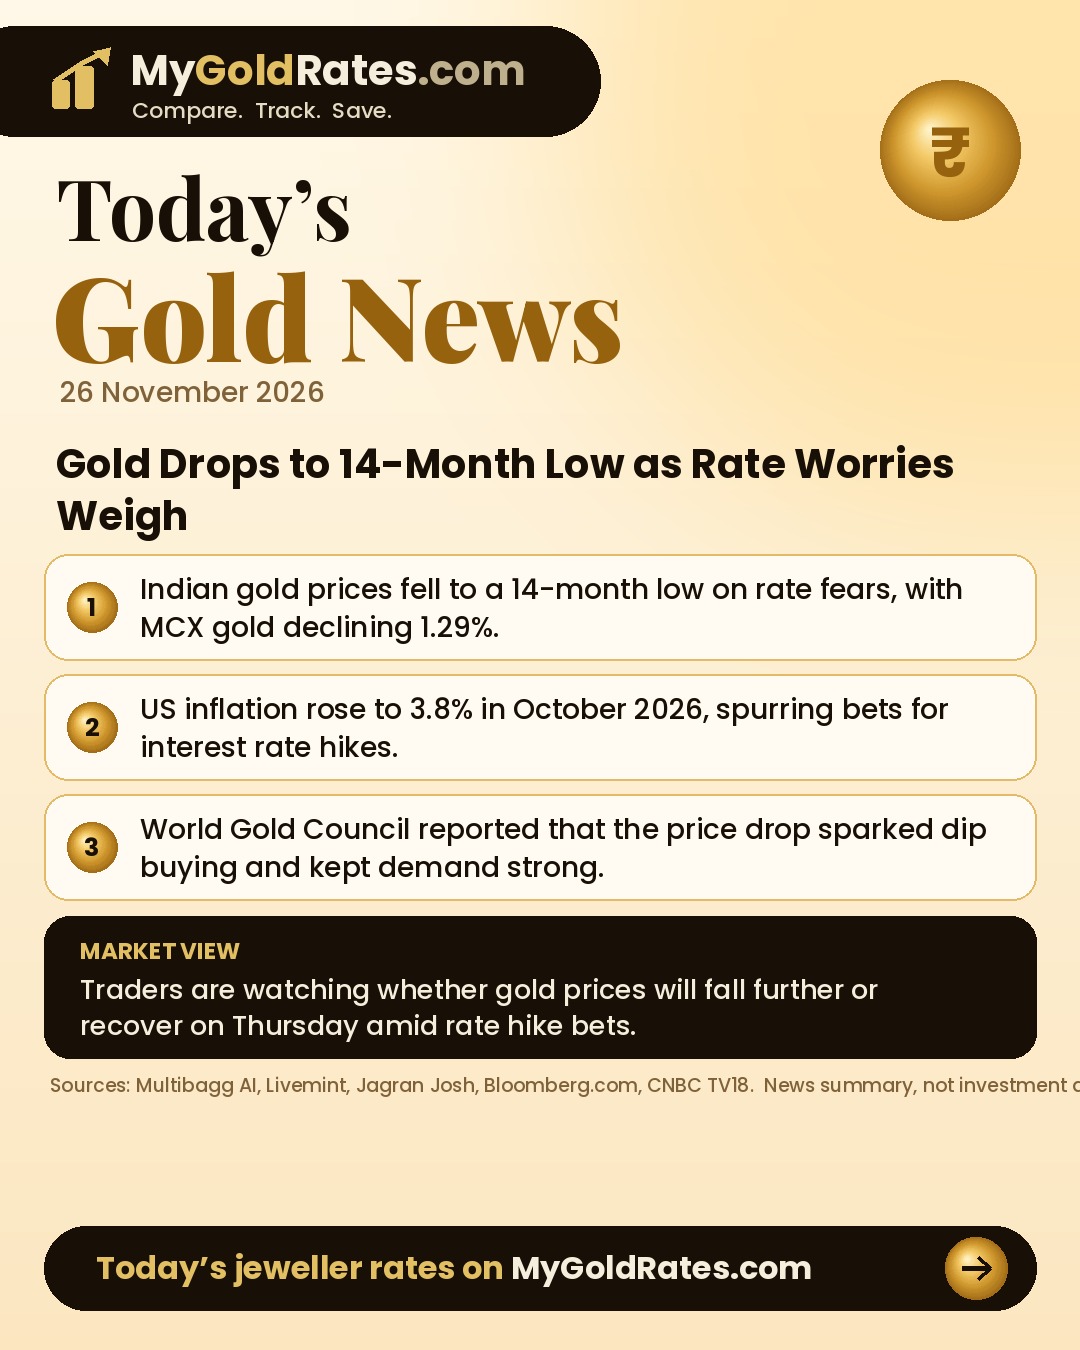 MyGoldRates.com
Compare. Track. Save.
₹
Today’s
Gold News
26 November 2026
Gold Drops to 14-Month Low as Rate Worries
Weigh
1
Indian gold prices fell to a 14-month low on rate fears, with
MCX gold declining 1.29%.
2
US inflation rose to 3.8% in October 2026, spurring bets for
interest rate hikes.
3
World Gold Council reported that the price drop sparked dip
buying and kept demand strong.
MARKET VIEW
Traders are watching whether gold prices will fall further or
recover on Thursday amid rate hike bets.
Sources: Multibagg AI, Livemint, Jagran Josh, Bloomberg.com, CNBC TV18. News summary, not investment
Today’s jeweller rates on MyGoldRates.com